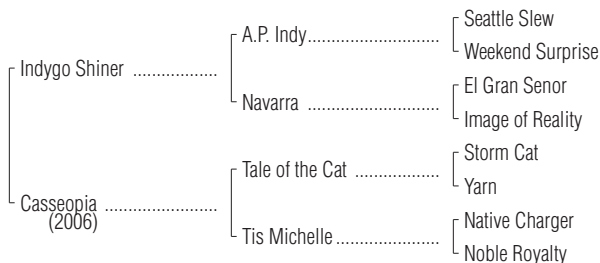 Seattle Slew
A.P. Indy..................................
Weekend Surprise
Indygo Shiner ..................
El Gran Senor
Navarra ............................
Image of Reality
Storm Cat
Tale of the Cat ..................
Yarn
Casseopia ........................
(2006)
Native Charger
Tis Michelle......................
Noble Royalty